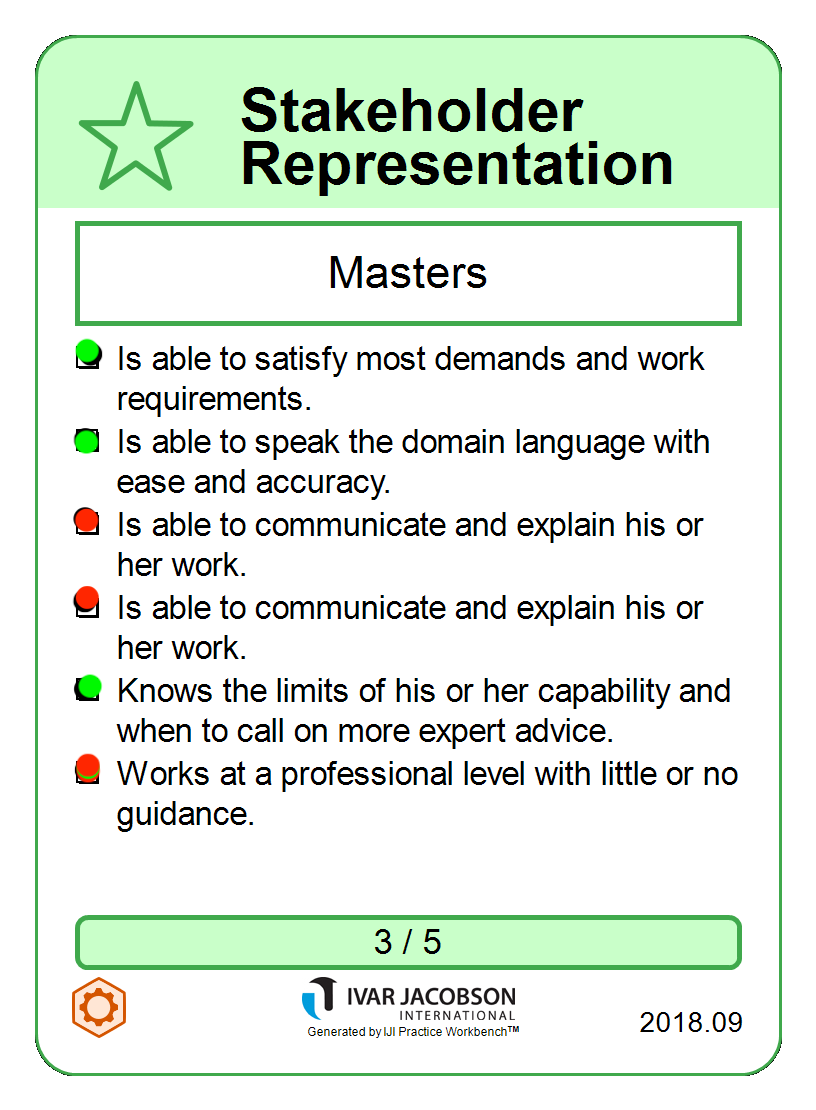 Stakeholder
Representation
Masters
Is able to satisfy most demands and work
requirements.
Is able to speak the domain language with
ease and accuracy.
Is able to communicate and explain his or
her work.
Is able to communicate and explain his or
her work.
Knows the limits of his or her capability and
when to call on more expert advice.
Works at a professional level with little or no
guidance.
3 / 5
IVAR JACOBSON
INTERNATIONAL
Generated by IJI Practice Workbench™
2018.09